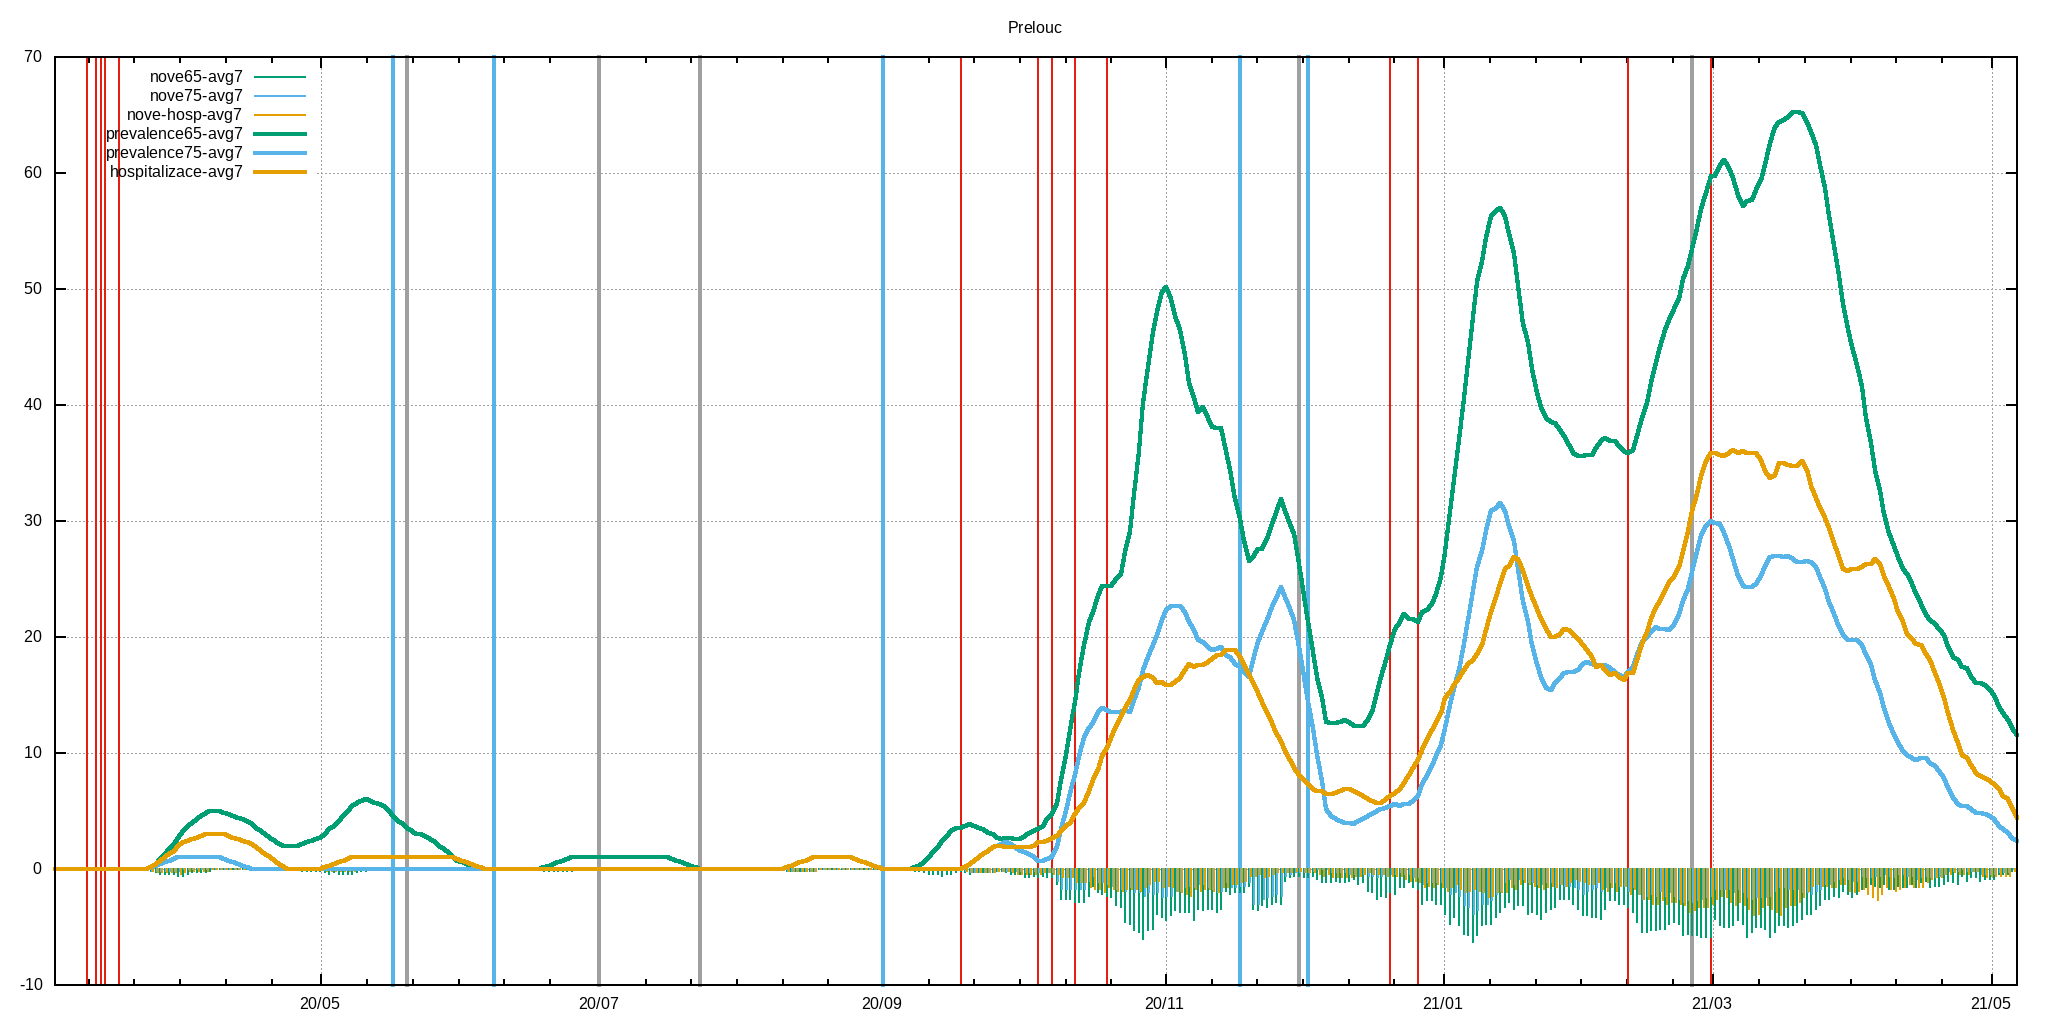 Prelouc
70
60
50
40
30
20
10
0
-10
nove65-avg7
nove75-avg7
nove-hosp-avg7
prevalence65-avg7
prevalence75-avg7
hospitalizace-avg7
20/05 20/07 20/09 20/11 21/01 21/03 21/05